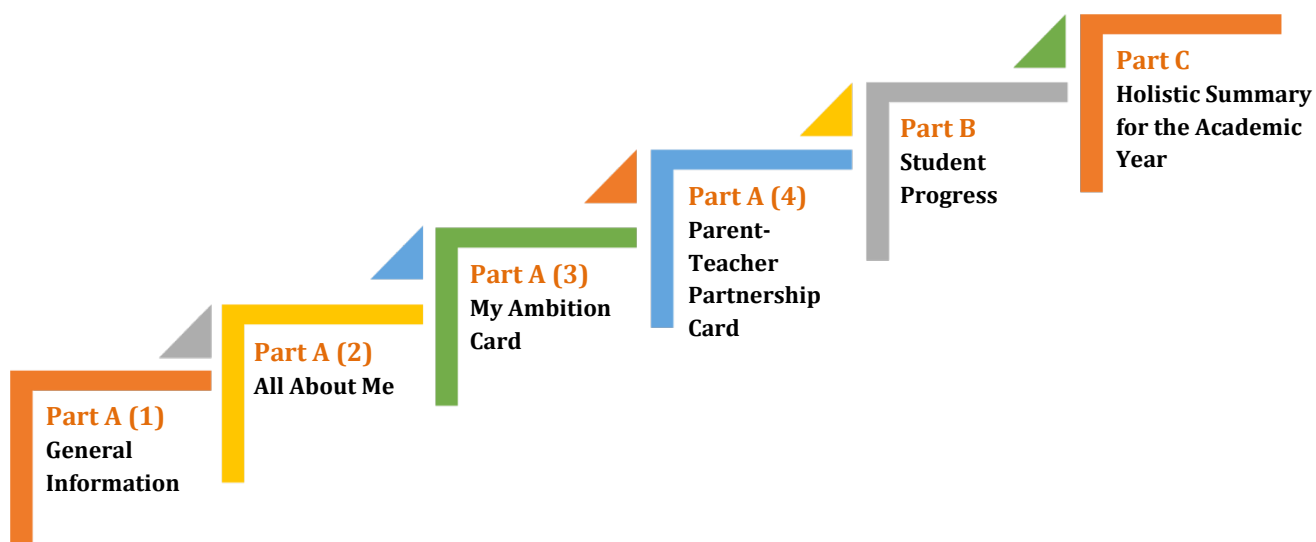 Part A (1)
General
Information
Part A (2)
All About Me
Part A (3)
My Ambition
Card
Part A (4)
Parent-
Teacher
Partnership
Card
Part B
Student
Progress
Part C
Holistic Summary
for the Academic
Year